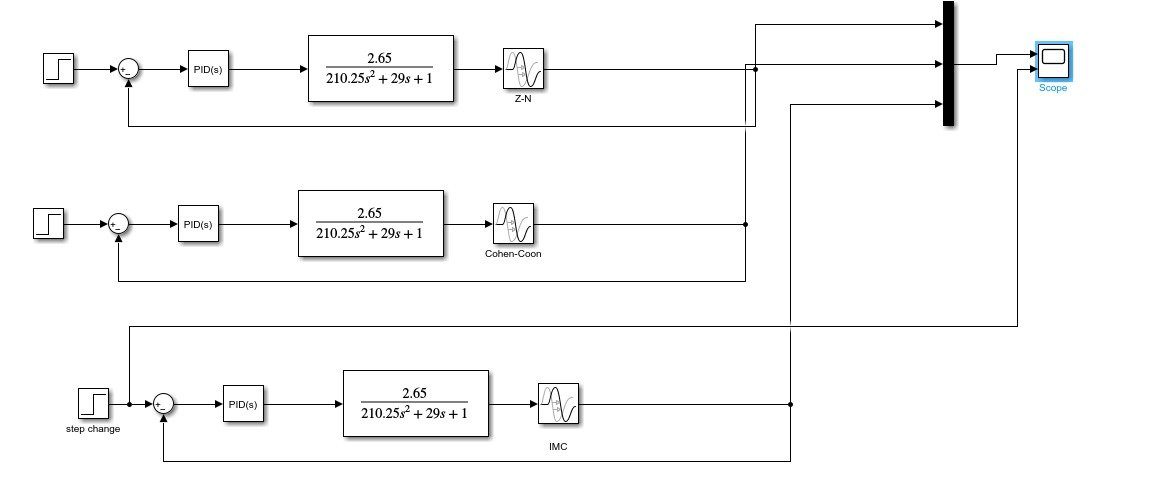 +
−
PID(s)
2.65
210.25s² + 29s + 1
Z-N
Scope
+
−
PID(s)
2.65
210.25s² + 29s + 1
Cohen-Coon
step change
+
−
PID(s)
2.65
210.25s² + 29s + 1
IMC